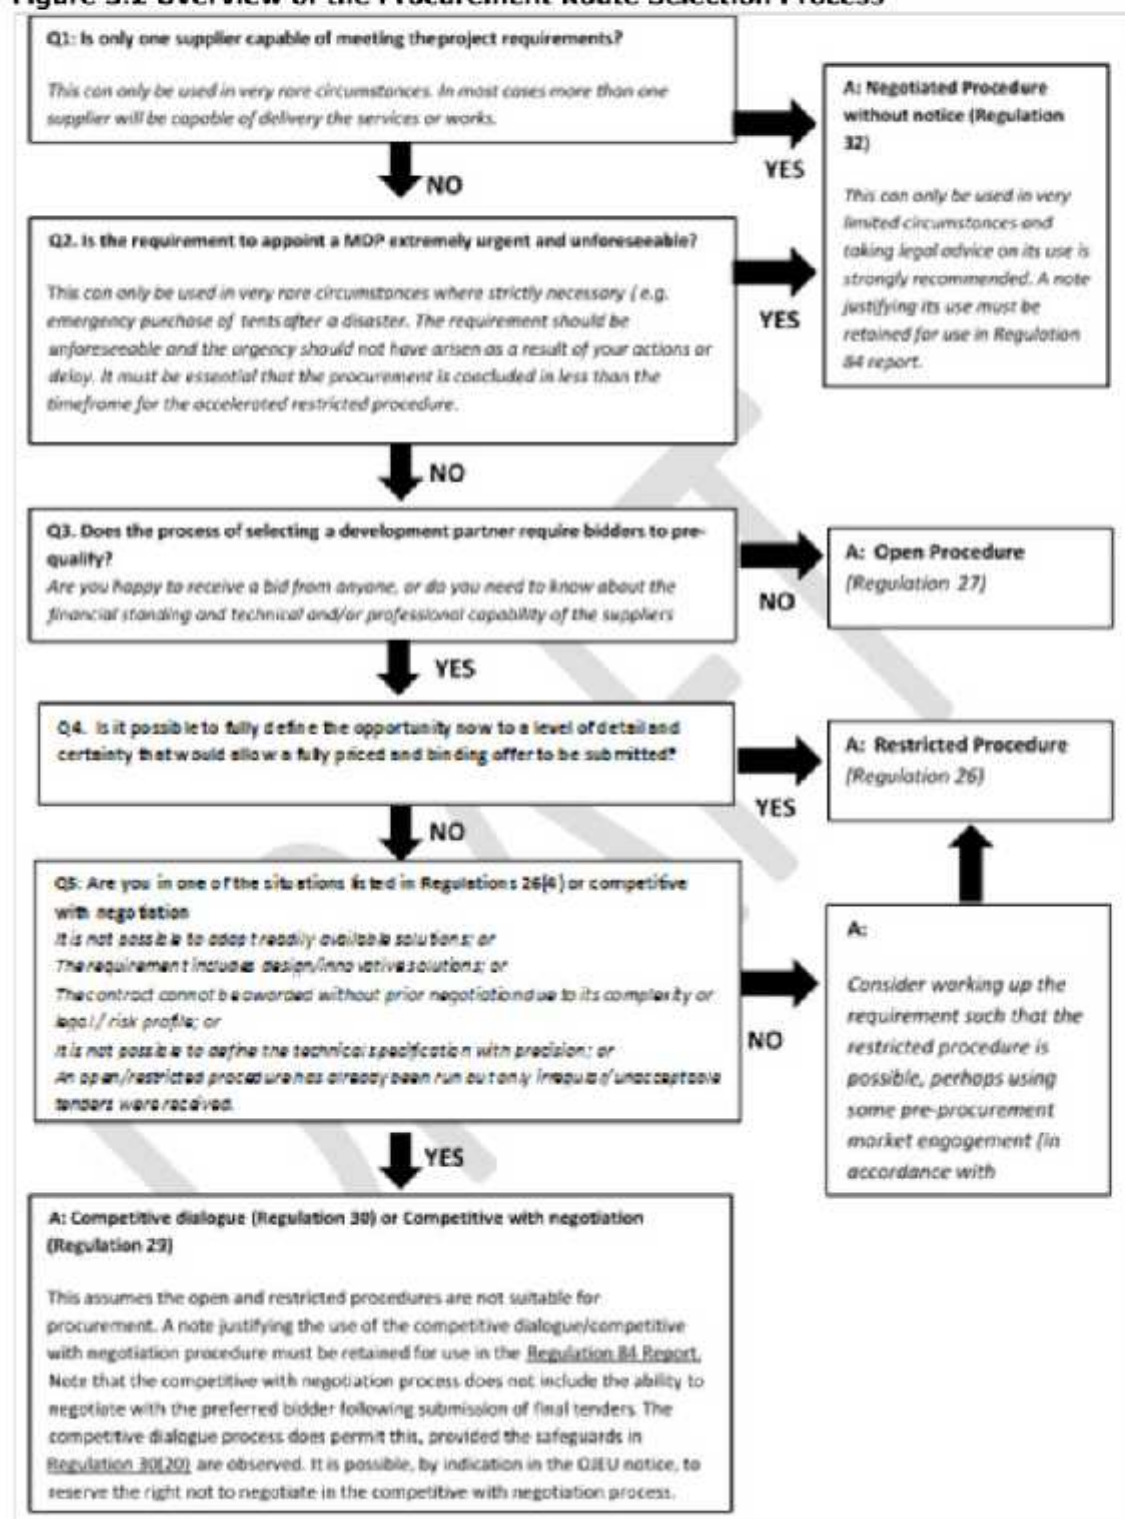 Figure 3.1 Overview of the Procurement Route Selection Process
Q1: Is only one supplier capable of meeting theproject requirements?
This can only be used in very rare circumstances. In most cases more than one
supplier will be capable of delivery the services or works.
YES
A: Negotiated Procedure
without notice (Regulation
32)
This can only be used in very
limited circumstances and
taking legal advice on its use is
strongly recommended. A note
justifying its use must be
retained for use in Regulation
84 report.
NO
Q2. Is the requirement to appoint a MDP extremely urgent and unforeseeable?
This can only be used in very rare circumstances where strictly necessary ( e.g.
emergency purchase of tents after a disaster. The requirement should be
unforeseeable and the urgency should not have arisen as a result of your actions or
delay. It must be essential that the procurement is concluded in less than the
timeframe for the accelerated restricted procedure.
YES
NO
Q3. Does the process of selecting a development partner require bidders to pre-
qualify?
Are you happy to receive a bid from anyone, or do you need to know about the
financial standing and technical and/or professional capability of the suppliers
NO
A: Open Procedure
(Regulation 27)
YES
Q4. Is it possible to fully define the opportunity now to a level of detail and
certainty that would allow a fully priced and binding offer to be submitted?
YES
A: Restricted Procedure
(Regulation 26)
NO
Q5: Are you in one of the situations listed in Regulations 26(4) or competitive
with negotiation
It is not possible to adapt readily available solutions; or
The requirement includes design/innovative solutions; or
The contract cannot be awarded without prior negotiation due to its complexity or
legal / risk profile; or
It is not possible to define the technical specification with precision; or
An open/restricted procedure has already been run but only irregular/unacceptable
tenders were received.
NO
A:
Consider working up the
requirement such that the
restricted procedure is
possible, perhaps using
some pre-procurement
market engagement (in
accordance with
YES
A: Competitive dialogue (Regulation 30) or Competitive with negotiation
(Regulation 29)
This assumes the open and restricted procedures are not suitable for
procurement. A note justifying the use of the competitive dialogue/competitive
with negotiation procedure must be retained for use in the Regulation 84 Report.
Note that the competitive with negotiation process does not include the ability to
negotiate with the preferred bidder following submission of final tenders. The
competitive dialogue process does permit this, provided the safeguards in
Regulation 30(20) are observed. It is possible, by indication in the OJEU notice, to
reserve the right not to negotiate in the competitive with negotiation process.
DRAFT